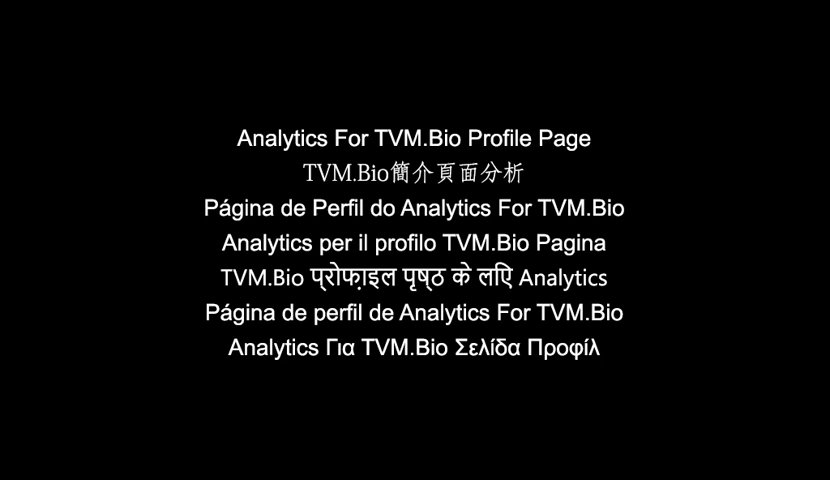 Analytics For TVM.Bio Profile Page
TVM.Bio簡介頁面分析
Página de Perfil do Analytics For TVM.Bio
Analytics per il profilo TVM.Bio Pagina
TVM.Bio प्रोफ़ाइल पृष्ठ के लिए Analytics
Página de perfil de Analytics For TVM.Bio
Analytics Για TVM.Bio Σελίδα Προφίλ